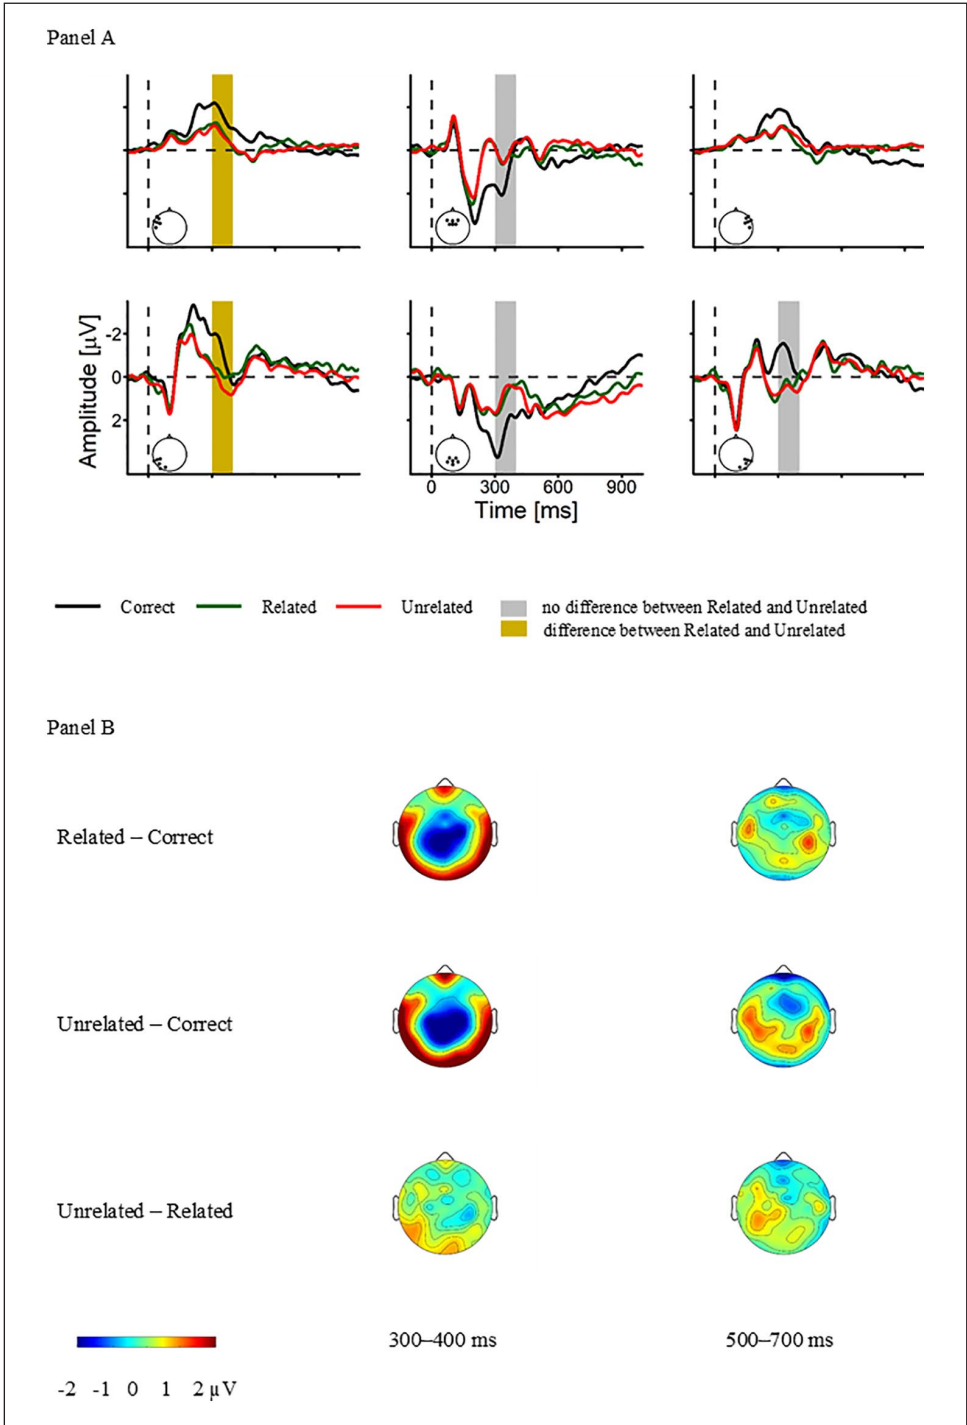 Panel A
Amplitude [µV]
-2
0
2
0 300 600 900
Time [ms]
Correct Related Unrelated no difference between Related and Unrelated
difference between Related and Unrelated
Panel B
Related – Correct
Unrelated – Correct
Unrelated – Related
300–400 ms 500–700 ms
-2 -1 0 1 2 µV